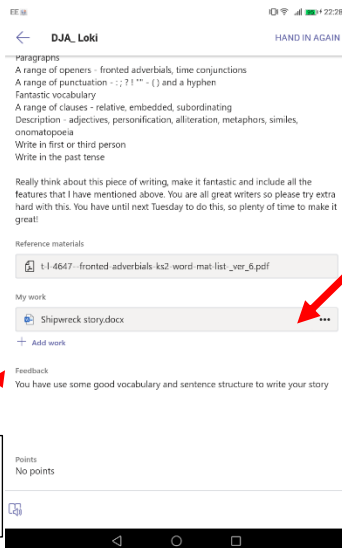 EE 4G 95 22:28
DJA_ Loki HAND IN AGAIN
Paragraphs
A range of openers - fronted adverbials, time conjunctions
A range of punctuation - : ; ? ! "" - ( ) and a hyphen
Fantastic vocabulary
A range of clauses - relative, embedded, subordinating
Description - adjectives, personification, alliteration, metaphors, similes,
onomatopoeia
Write in first or third person
Write in the past tense
Really think about this piece of writing, make it fantastic and include all the
features that I have mentioned above. You are all great writers so please try extra
hard with this. You have until next Tuesday to do this, so plenty of time to make it
great!
Reference materials
t-l-4647--fronted-adverbials-ks2-word-mat-list-_ver_6.pdf
My work
Shipwreck story.docx
+ Add work
Feedback
You have use some good vocabulary and sentence structure to write your story
Points
No points